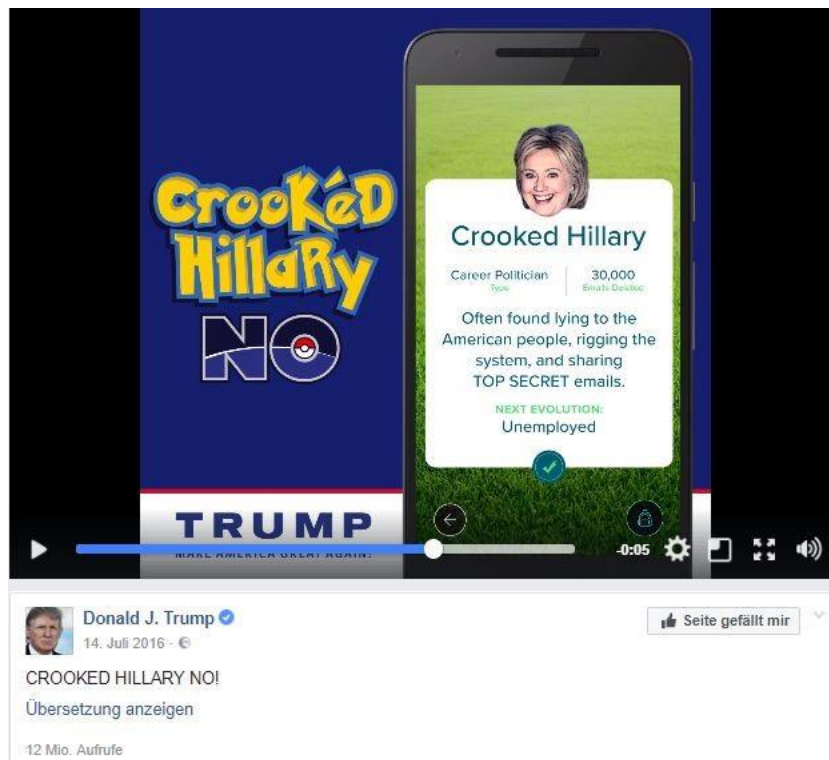 CrooKéD
HillaRy
NO
Crooked Hillary
Career Politician
Type
30,000
Emails Deleted
Often found lying to the
American people, rigging the
system, and sharing
TOP SECRET emails.
NEXT EVOLUTION:
Unemployed
TRUMP
MAKE AMERICA GREAT AGAIN!
-0:05
Donald J. Trump
14. Juli 2016 ·
Seite gefällt mir
CROOKED HILLARY NO!
Übersetzung anzeigen
12 Mio. Aufrufe